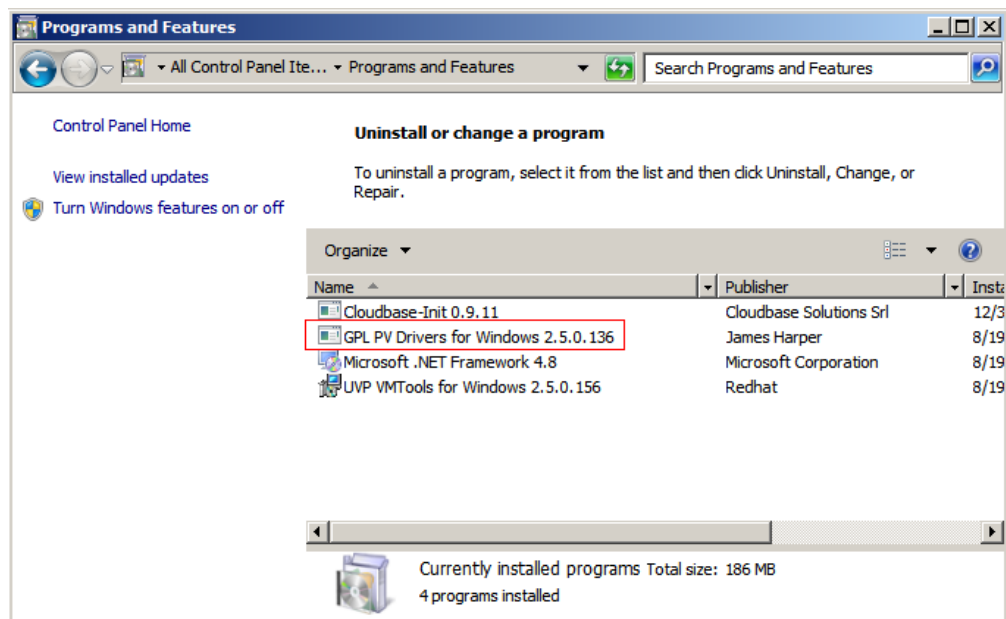 Programs and Features
All Control Panel Ite... Programs and Features
Search Programs and Features
Control Panel Home
View installed updates
Turn Windows features on or off
Uninstall or change a program
To uninstall a program, select it from the list and then click Uninstall, Change, or
Repair.
Organize
Name Publisher Insta
Cloudbase-Init 0.9.11 Cloudbase Solutions Srl 12/3
GPL PV Drivers for Windows 2.5.0.136 James Harper 8/19
Microsoft .NET Framework 4.8 Microsoft Corporation 8/19
UVP VMTools for Windows 2.5.0.156 Redhat 8/19
Currently installed programs Total size: 186 MB
4 programs installed